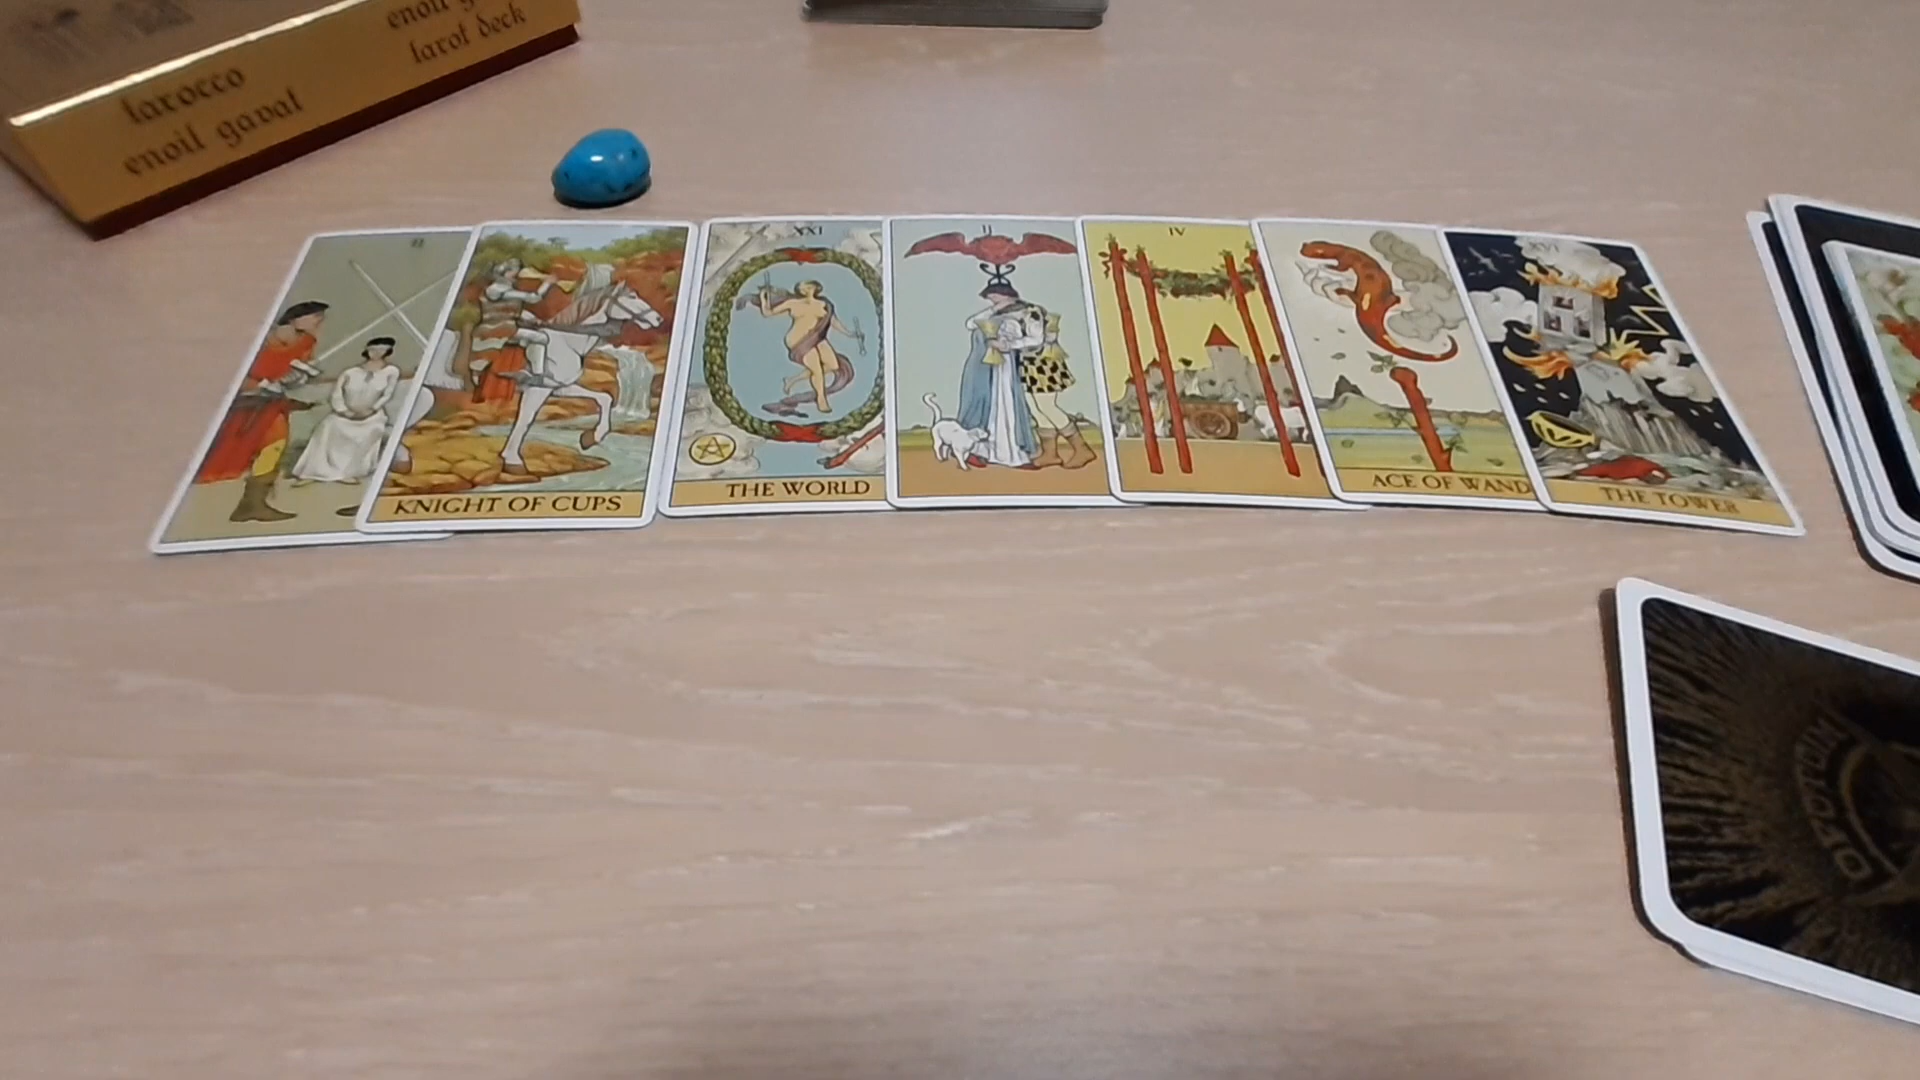 enoil g
tarot deck
tarocco
enoil gaval
II
XXI
II
IV
XVI
KNIGHT OF CUPS
THE WORLD
ACE OF WAND
THE TOWER